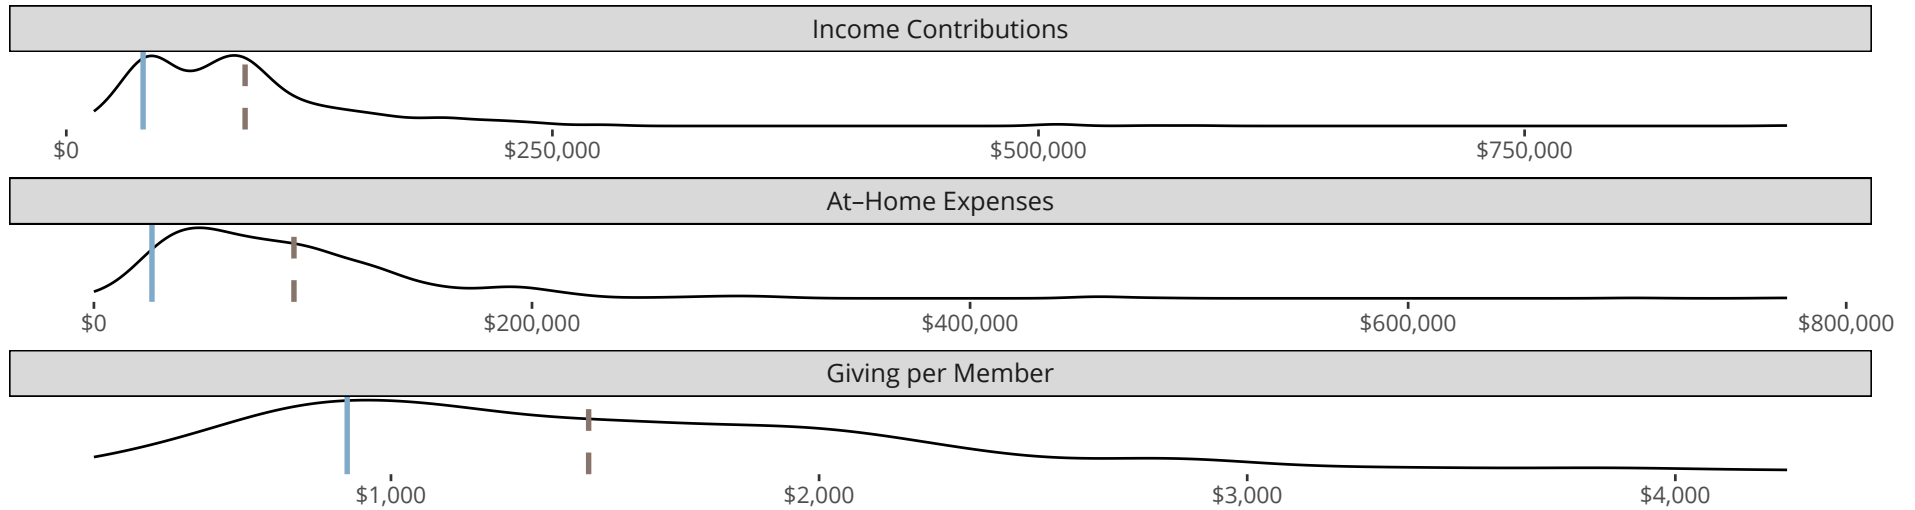 Income Contributions
$0 $250,000 $500,000 $750,000
At–Home Expenses
$0 $200,000 $400,000 $600,000 $800,000
Giving per Member
$1,000 $2,000 $3,000 $4,000